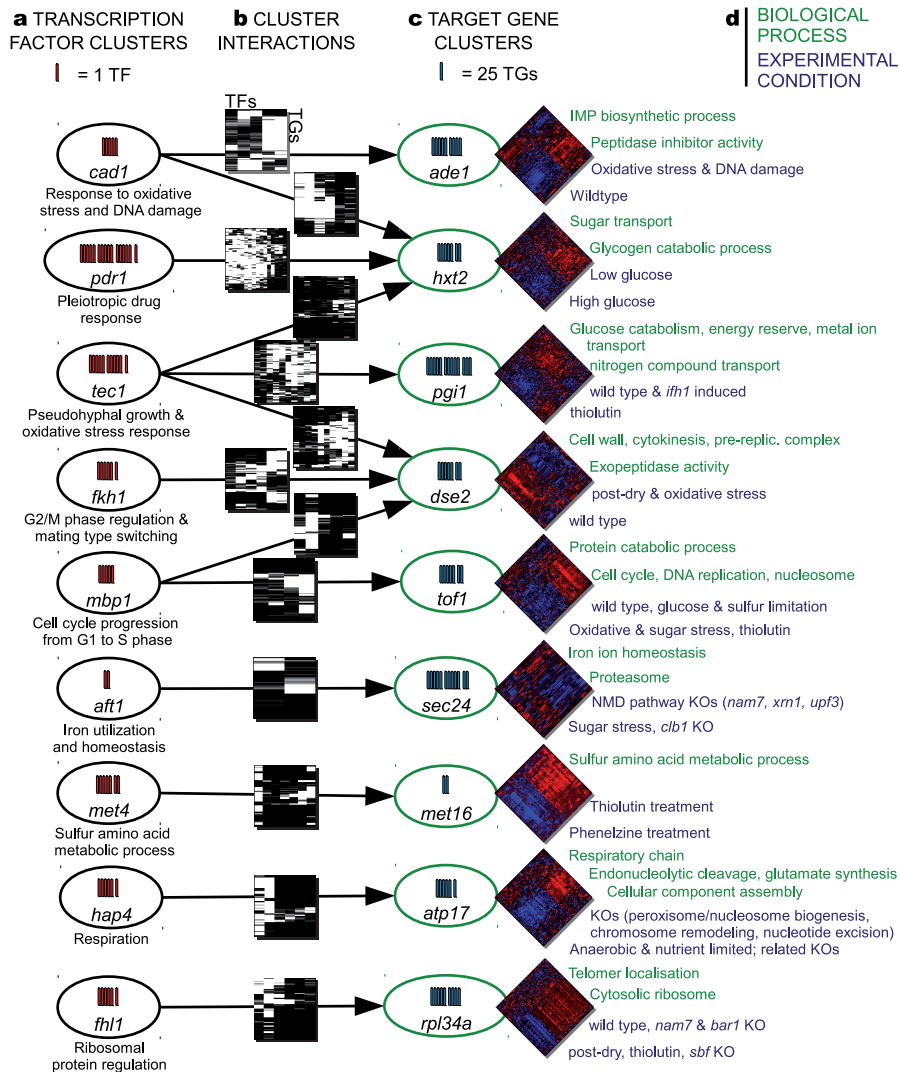 a TRANSCRIPTION
FACTOR CLUSTERS
= 1 TF
b CLUSTER
INTERACTIONS
c TARGET GENE
CLUSTERS
= 25 TGs
d BIOLOGICAL
PROCESS
EXPERIMENTAL
CONDITION
TFs
TGs
cad1
Response to oxidative
stress and DNA damage
ade1
IMP biosynthetic process
Peptidase inhibitor activity
Oxidative stress & DNA damage
Wildtype
pdr1
Pleiotropic drug
response
hxt2
Sugar transport
Glycogen catabolic process
Low glucose
High glucose
tec1
Pseudohyphal growth &
oxidative stress response
pgi1
Glucose catabolism, energy reserve, metal ion
transport
nitrogen compound transport
wild type & ifh1 induced
thiolutin
fkh1
G2/M phase regulation &
mating type switching
dse2
Cell wall, cytokinesis, pre-replic. complex
Exopeptidase activity
post-dry & oxidative stress
wild type
mbp1
Cell cycle progression
from G1 to S phase
tof1
Protein catabolic process
Cell cycle, DNA replication, nucleosome
wild type, glucose & sulfur limitation
Oxidative & sugar stress, thiolutin
aft1
Iron utilization
and homeostasis
sec24
Iron ion homeostasis
Proteasome
NMD pathway KOs (nam7, xrn1, upf3)
Sugar stress, clb1 KO
met4
Sulfur amino acid
metabolic process
met16
Sulfur amino acid metabolic process
Thiolutin treatment
Phenelzine treatment
hap4
Respiration
atp17
Respiratory chain
Endonucleolytic cleavage, glutamate synthesis
Cellular component assembly
KOs (peroxisome/nucleosome biogenesis,
chromosome remodeling, nucleotide excision)
Anaerobic & nutrient limited; related KOs
fhl1
Ribosomal
protein regulation
rpl34a
Telomer localisation
Cytosolic ribosome
wild type, nam7 & bar1 KO
post-dry, thiolutin, sbf KO